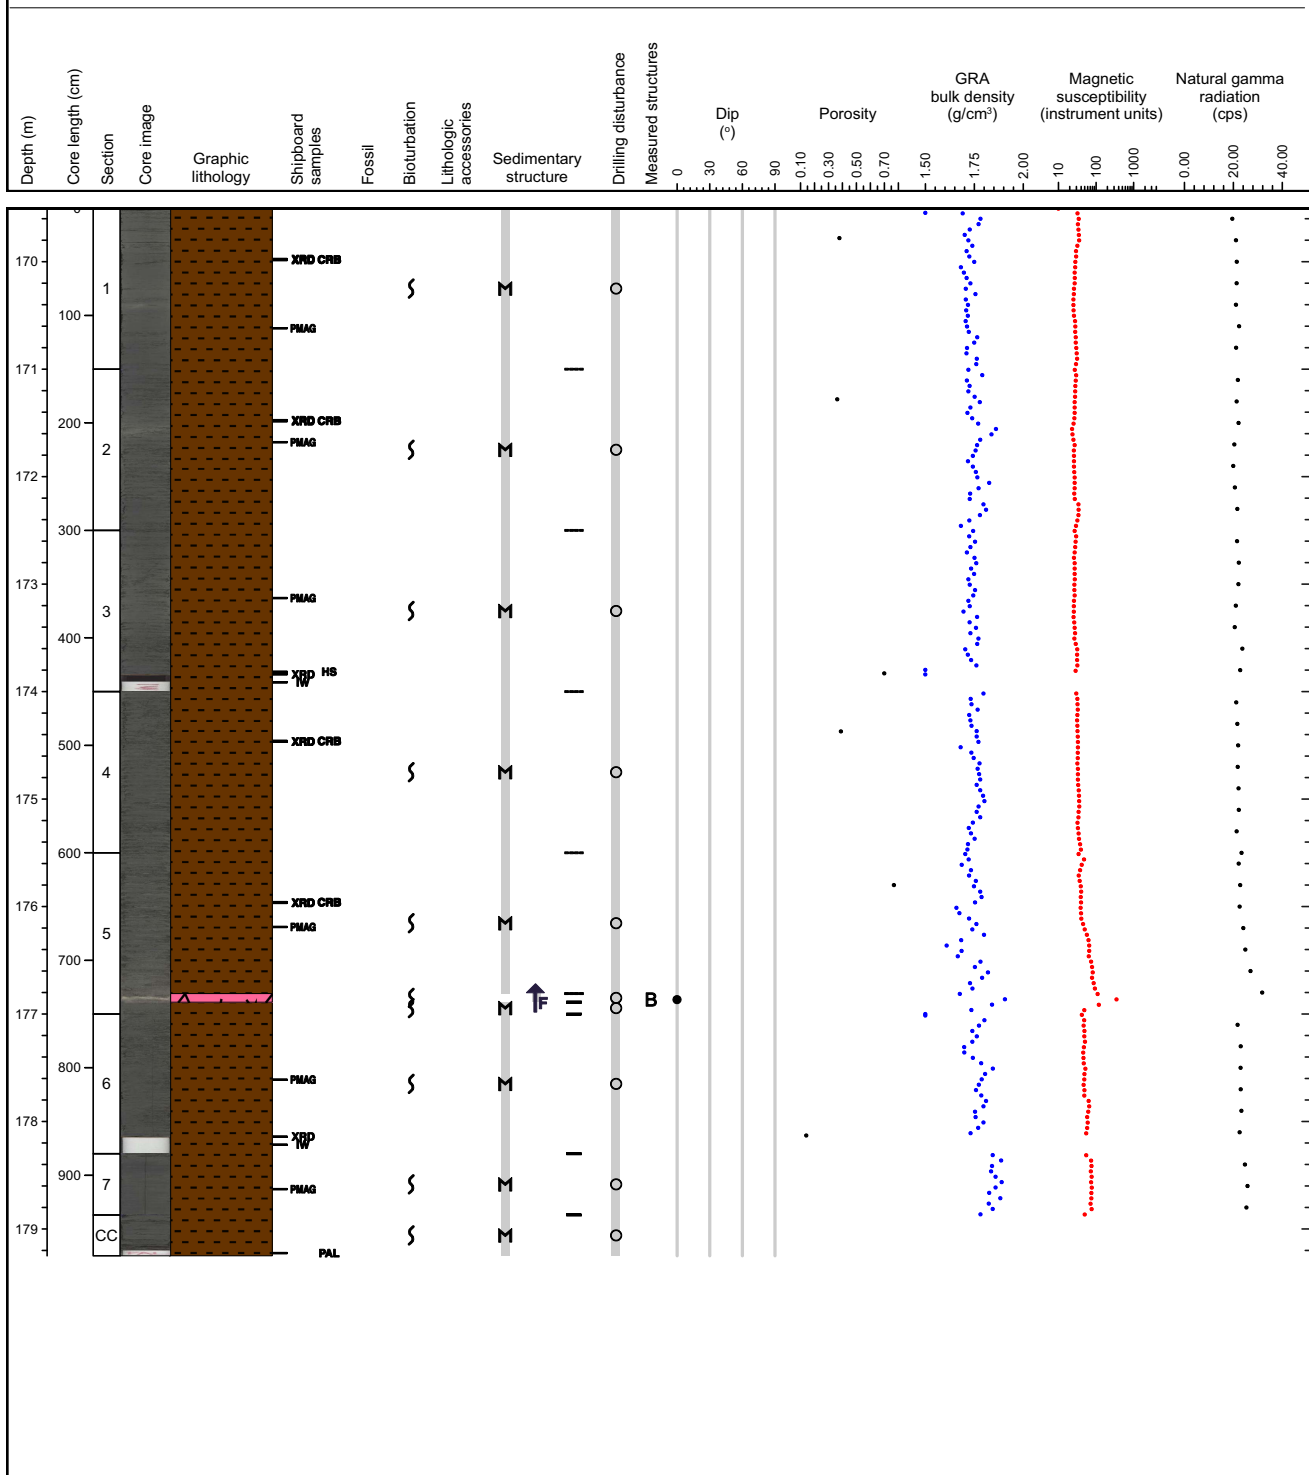 Depth (m)
Core length (cm)
Section
Core image
Graphic
lithology
Shipboard
samples
Fossil
Bioturbation
Lithologic
accessories
Sedimentary
structure
Drilling disturbance
Measured structures
Dip
(o)
Porosity
GRA
bulk density
(g/cm³)
Magnetic
susceptibility
(instrument units)
Natural gamma
radiation
(cps)
0 30 60 90
0.10 0.30 0.50 0.70
1.50 1.75 2.00
10 100 1000
0.00 20.00 40.00
0
170
XRD CRB
1
M
100
PMAG
171
200
XRD CRB
PMAG
2
M
172
300
173
PMAG
3
M
400
HS
XRD
IW
174
500
XRD CRB
4
M
175
600
176
XRD CRB
PMAG
5
M
700
F
B
M
177
800
PMAG
6
M
178
XRD
IW
900
7
M
PMAG
179
CC
M
PAL